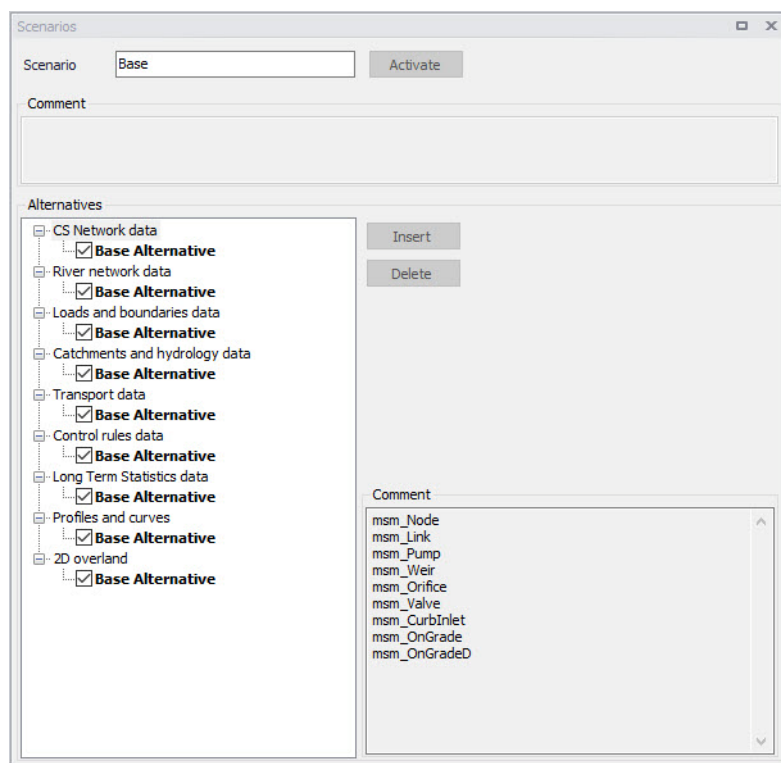 Scenarios
Scenario Base Activate
Comment
Alternatives
CS Network data
Base Alternative
River network data
Base Alternative
Loads and boundaries data
Base Alternative
Catchments and hydrology data
Base Alternative
Transport data
Base Alternative
Control rules data
Base Alternative
Long Term Statistics data
Base Alternative
Profiles and curves
Base Alternative
2D overland
Base Alternative
Insert
Delete
Comment
msm_Node
msm_Link
msm_Pump
msm_Weir
msm_Orifice
msm_Valve
msm_CurbInlet
msm_OnGrade
msm_OnGradeD